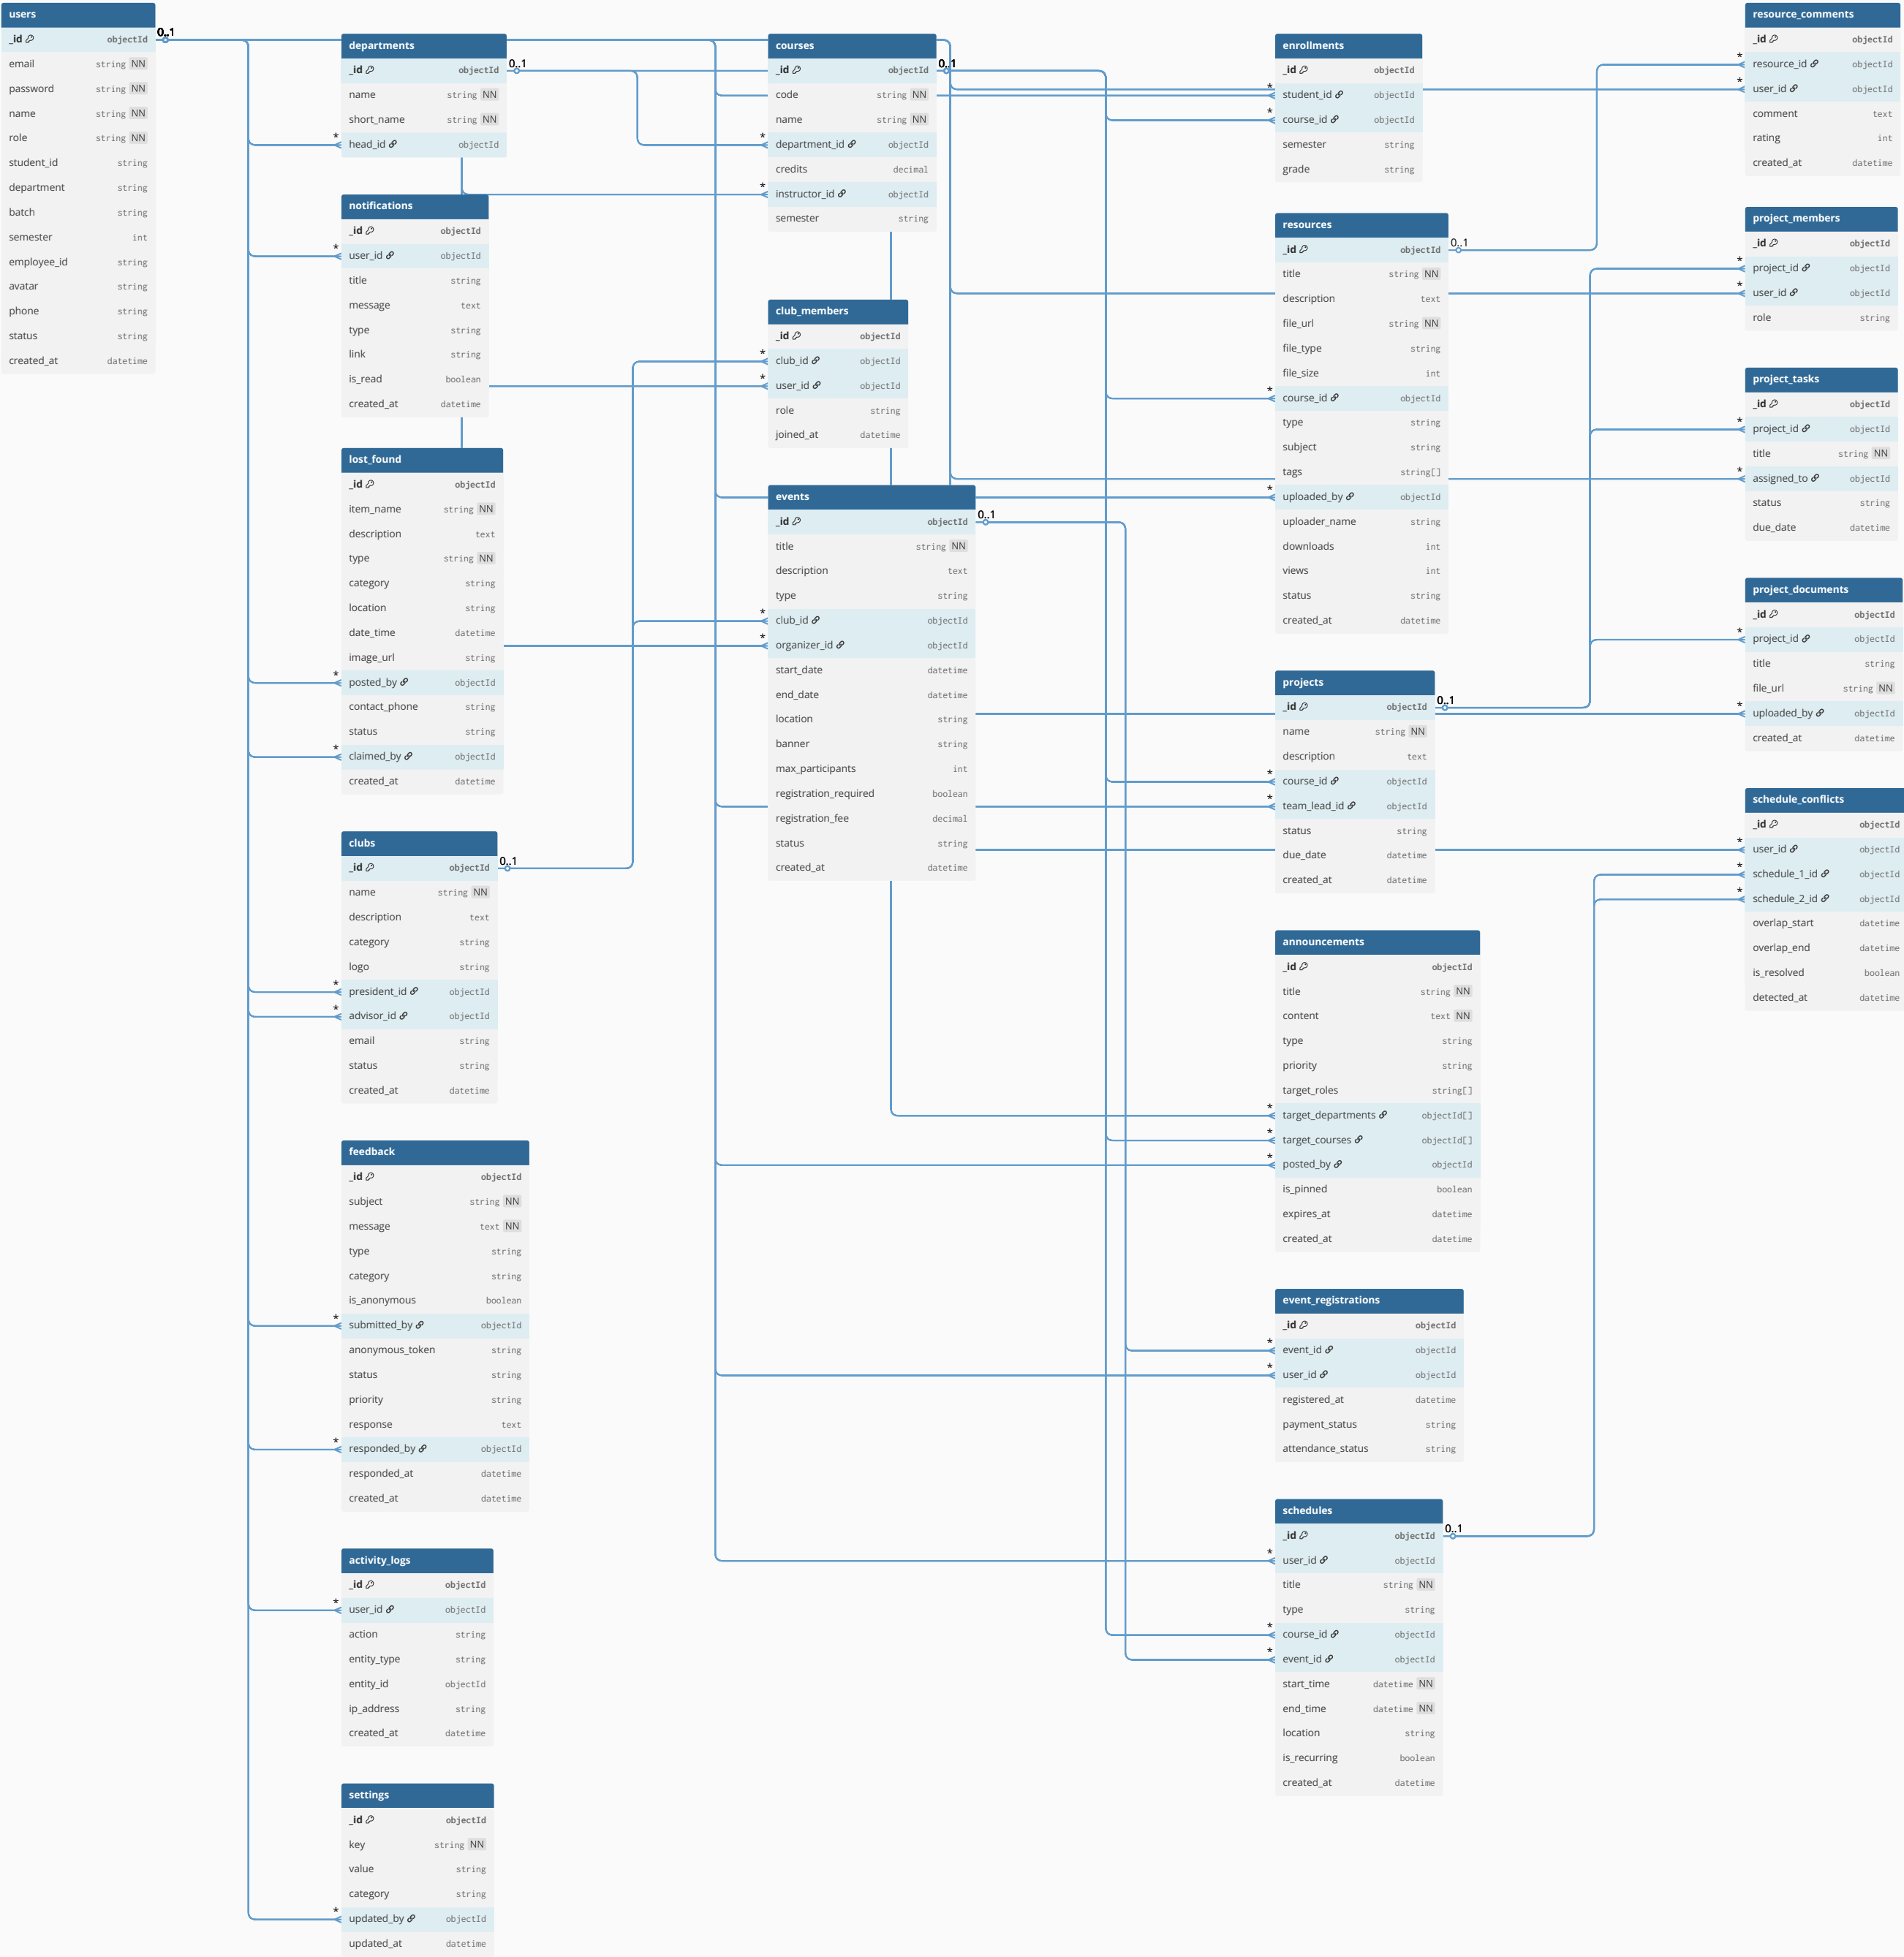 users
_id objectId
email string NN
password string NN
name string NN
role string NN
student_id string
department string
batch string
semester int
employee_id string
avatar string
phone string
status string
created_at datetime
0..1
departments
_id objectId
name string NN
short_name string NN
* head_id objectId
0..1
notifications
_id objectId
* user_id objectId
title string
message text
type string
link string
is_read boolean
created_at datetime
lost_found
_id objectId
item_name string NN
description text
type string NN
category string
location string
date_time datetime
image_url string
* posted_by objectId
contact_phone string
status string
* claimed_by objectId
created_at datetime
clubs
_id objectId
name string NN
description text
category string
logo string
* president_id objectId
* advisor_id objectId
email string
status string
created_at datetime
0..1
feedback
_id objectId
subject string NN
message text NN
type string
category string
is_anonymous boolean
* submitted_by objectId
anonymous_token string
status string
priority string
response text
* responded_by objectId
responded_at datetime
created_at datetime
activity_logs
_id objectId
* user_id objectId
action string
entity_type string
entity_id objectId
ip_address string
created_at datetime
settings
_id objectId
key string NN
value string
category string
* updated_by objectId
updated_at datetime
courses
_id objectId
code string NN
name string NN
* department_id objectId
credits decimal
* instructor_id objectId
semester string
0..1
club_members
_id objectId
* club_id objectId
* user_id objectId
role string
joined_at datetime
events
_id objectId
title string NN
description text
type string
* club_id objectId
* organizer_id objectId
start_date datetime
end_date datetime
location string
banner string
max_participants int
registration_required boolean
registration_fee decimal
status string
created_at datetime
0..1
enrollments
_id objectId
* student_id objectId
* course_id objectId
semester string
grade string
resources
_id objectId
title string NN
description text
file_url string NN
file_type string
file_size int
* course_id objectId
type string
subject string
tags string[]
* uploaded_by objectId
uploader_name string
downloads int
views int
status string
created_at datetime
0..1
projects
_id objectId
name string NN
description text
* course_id objectId
* team_lead_id objectId
status string
due_date datetime
created_at datetime
0..1
announcements
_id objectId
title string NN
content text NN
type string
priority string
target_roles string[]
* target_departments objectId[]
* target_courses objectId[]
* posted_by objectId
is_pinned boolean
expires_at datetime
created_at datetime
event_registrations
_id objectId
* event_id objectId
* user_id objectId
registered_at datetime
payment_status string
attendance_status string
schedules
_id objectId
* user_id objectId
title string NN
type string
* course_id objectId
* event_id objectId
start_time datetime NN
end_time datetime NN
location string
is_recurring boolean
created_at datetime
0..1
resource_comments
_id objectId
* resource_id objectId
* user_id objectId
comment text
rating int
created_at datetime
project_members
_id objectId
* project_id objectId
* user_id objectId
role string
project_tasks
_id objectId
* project_id objectId
title string NN
* assigned_to objectId
status string
due_date datetime
project_documents
_id objectId
* project_id objectId
title string
file_url string NN
* uploaded_by objectId
created_at datetime
schedule_conflicts
_id objectId
* user_id objectId
* schedule_1_id objectId
* schedule_2_id objectId
overlap_start datetime
overlap_end datetime
is_resolved boolean
detected_at datetime